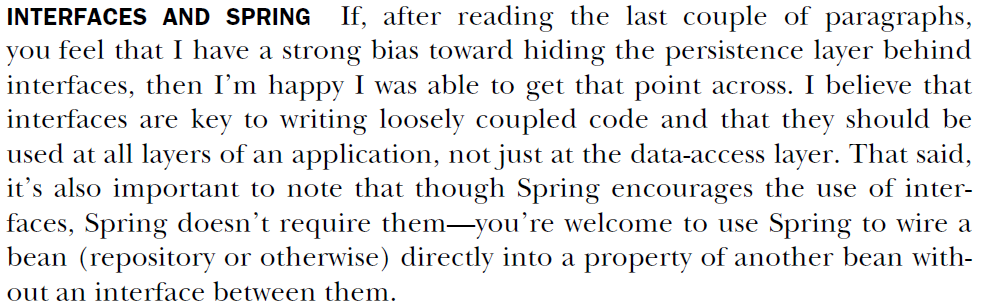 INTERFACES AND SPRING If, after reading the last couple of paragraphs,
you feel that I have a strong bias toward hiding the persistence layer behind
interfaces, then I'm happy I was able to get that point across. I believe that
interfaces are key to writing loosely coupled code and that they should be
used at all layers of an application, not just at the data-access layer. That said,
it's also important to note that though Spring encourages the use of inter-
faces, Spring doesn't require them—you're welcome to use Spring to wire a
bean (repository or otherwise) directly into a property of another bean with-
out an interface between them.